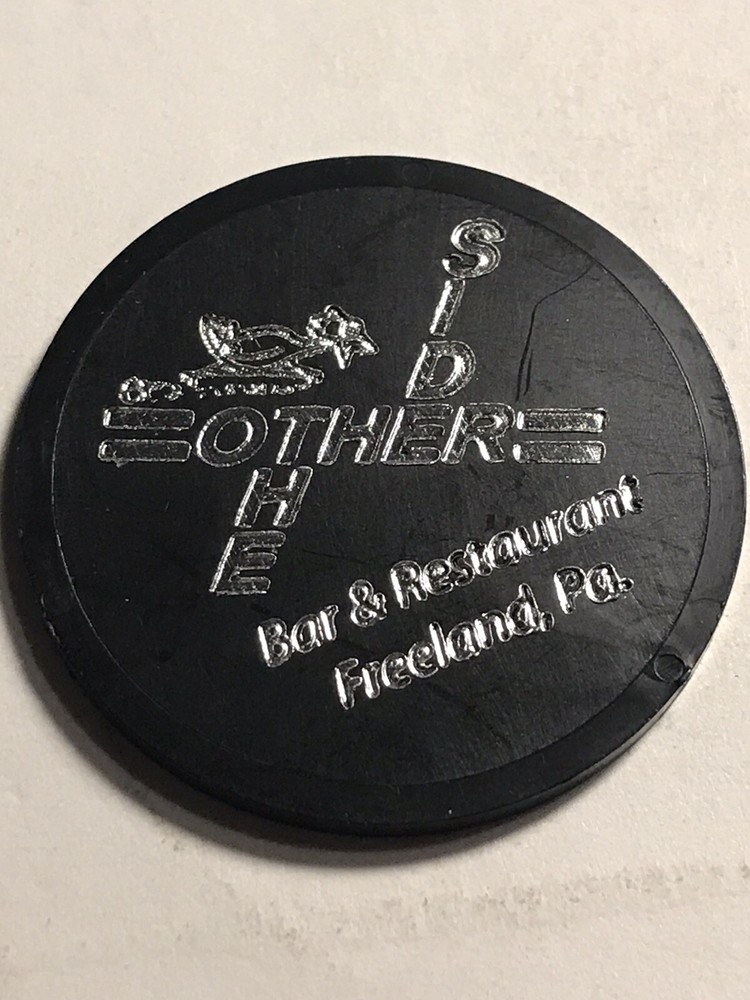 THE
OTHER
SIDE
Bar & Restaurant
Freeland, Pa.